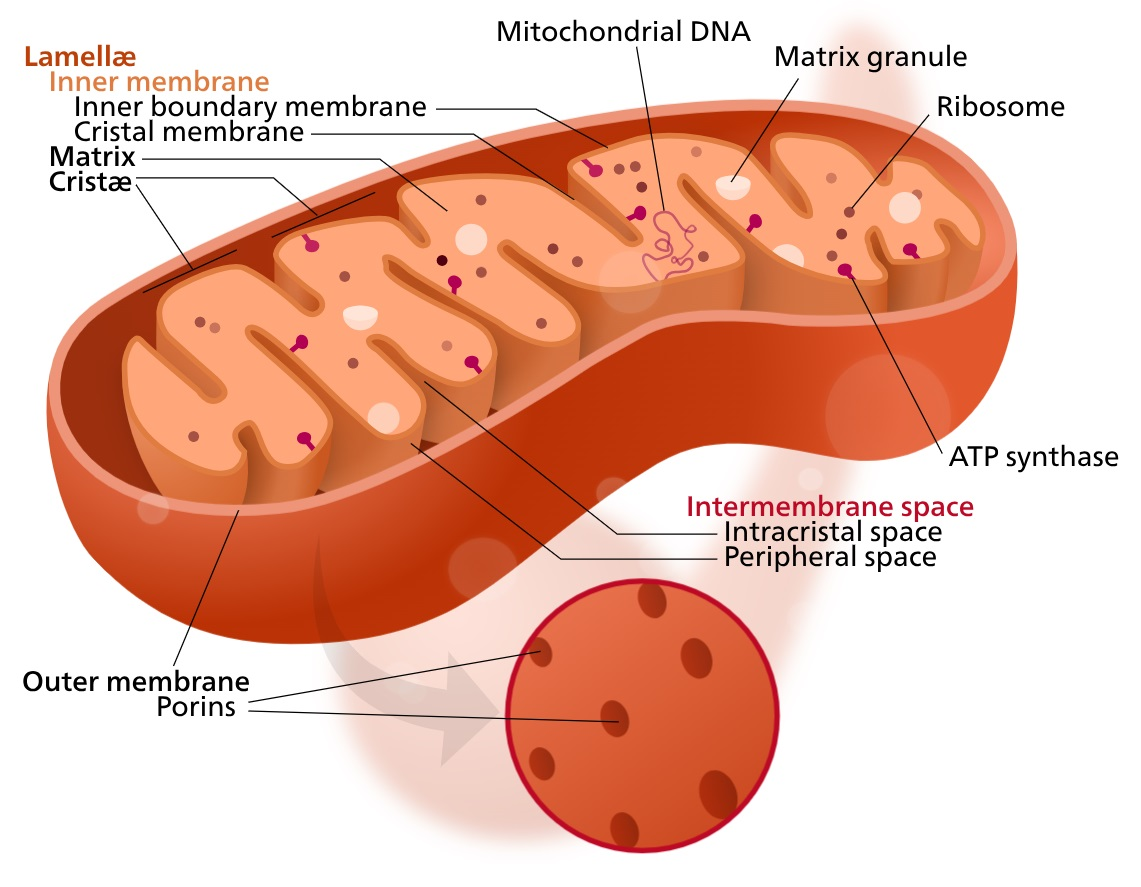 Mitochondrial DNA
Matrix granule
Ribosome
Lamellæ
Inner membrane
Inner boundary membrane
Cristal membrane
Matrix
Cristæ
ATP synthase
Intermembrane space
Intracristal space
Peripheral space
Outer membrane
Porins